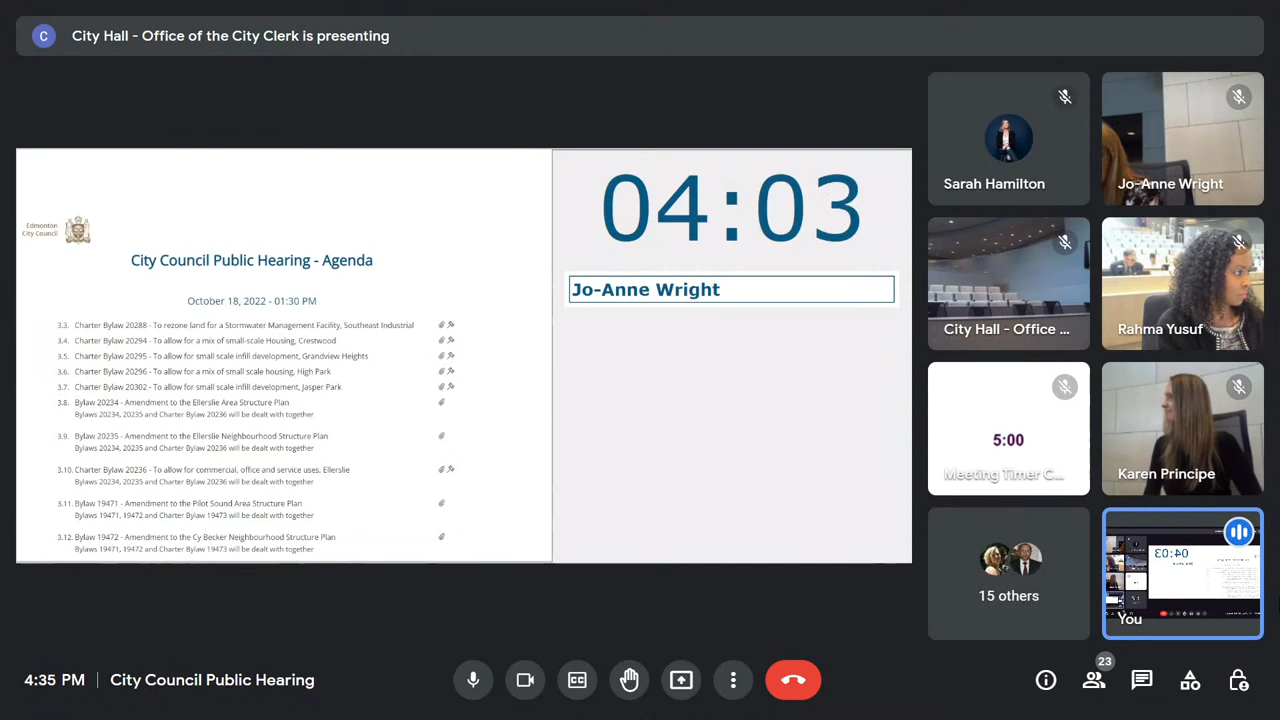 C City Hall - Office of the City Clerk is presenting
Edmonton
City Council
City Council Public Hearing - Agenda
October 18, 2022 - 01:30 PM
3.3. Charter Bylaw 20288 - To rezone land for a Stormwater Management Facility, Southeast Industrial
3.4. Charter Bylaw 20294 - To allow for a mix of small-scale Housing, Crestwood
3.5. Charter Bylaw 20295 - To allow for small scale infill development, Grandview Heights
3.6. Charter Bylaw 20296 - To allow for a mix of small scale housing, High Park
3.7. Charter Bylaw 20302 - To allow for small scale infill development, Jasper Park
3.8. Bylaw 20234 - Amendment to the Ellerslie Area Structure Plan
Bylaws 20234, 20235 and Charter Bylaw 20236 will be dealt with together
3.9. Bylaw 20235 - Amendment to the Ellerslie Neighbourhood Structure Plan
Bylaws 20234, 20235 and Charter Bylaw 20236 will be dealt with together
3.10. Charter Bylaw 20236 - To allow for commercial, office and service uses, Ellerslie
Bylaws 20234, 20235 and Charter Bylaw 20236 will be dealt with together
3.11. Bylaw 19471 - Amendment to the Pilot Sound Area Structure Plan
Bylaws 19471, 19472 and Charter Bylaw 19473 will be dealt with together
3.12. Bylaw 19472 - Amendment to the Cy Becker Neighbourhood Structure Plan
Bylaws 19471, 19472 and Charter Bylaw 19473 will be dealt with together
04:03
Jo-Anne Wright
Sarah Hamilton
Jo-Anne Wright
City Hall - Office ...
Rahma Yusuf
5:00
Meeting Timer C...
Karen Principe
15 others
04:03
You
4:35 PM | City Council Public Hearing
23